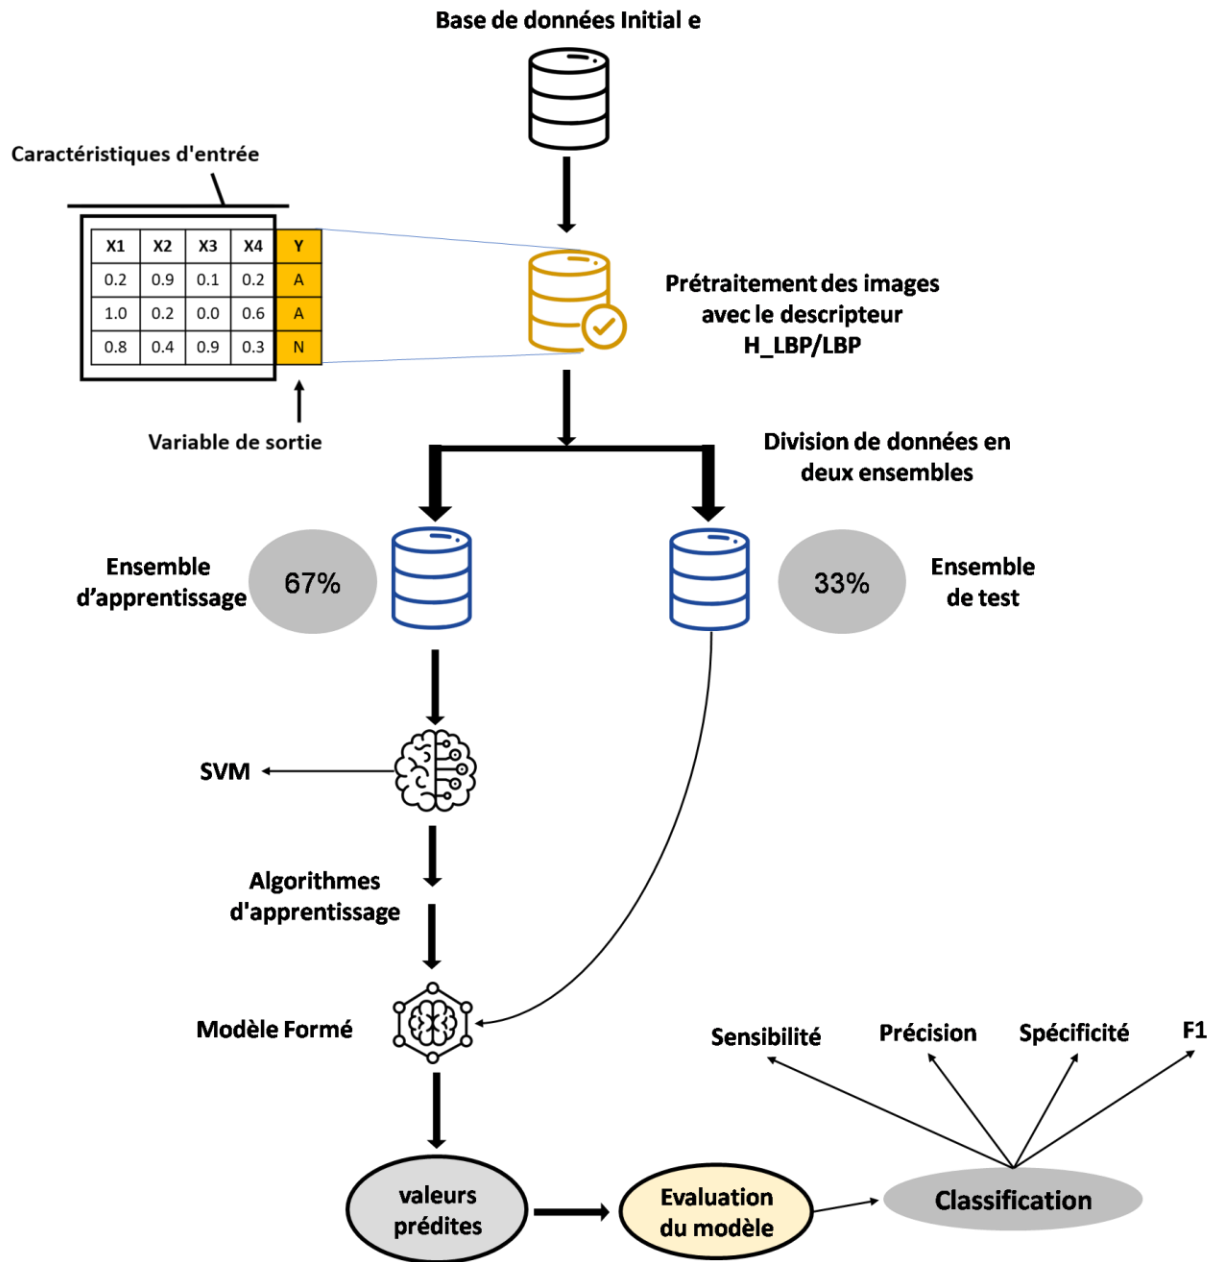 Base de données Initial e
Caractéristiques d'entrée
X1 X2 X3 X4 Y
0.2 0.9 0.1 0.2 A
1.0 0.2 0.0 0.6 A
0.8 0.4 0.9 0.3 N
Variable de sortie
Prétraitement des images
avec le descripteur
H_LBP/LBP
Division de données en
deux ensembles
Ensemble
d’apprentissage
67%
33%
Ensemble
de test
SVM
Algorithmes
d'apprentissage
Modèle Formé
Sensibilité
Précision
Spécificité
F1
valeurs
prédites
Evaluation
du modèle
Classification